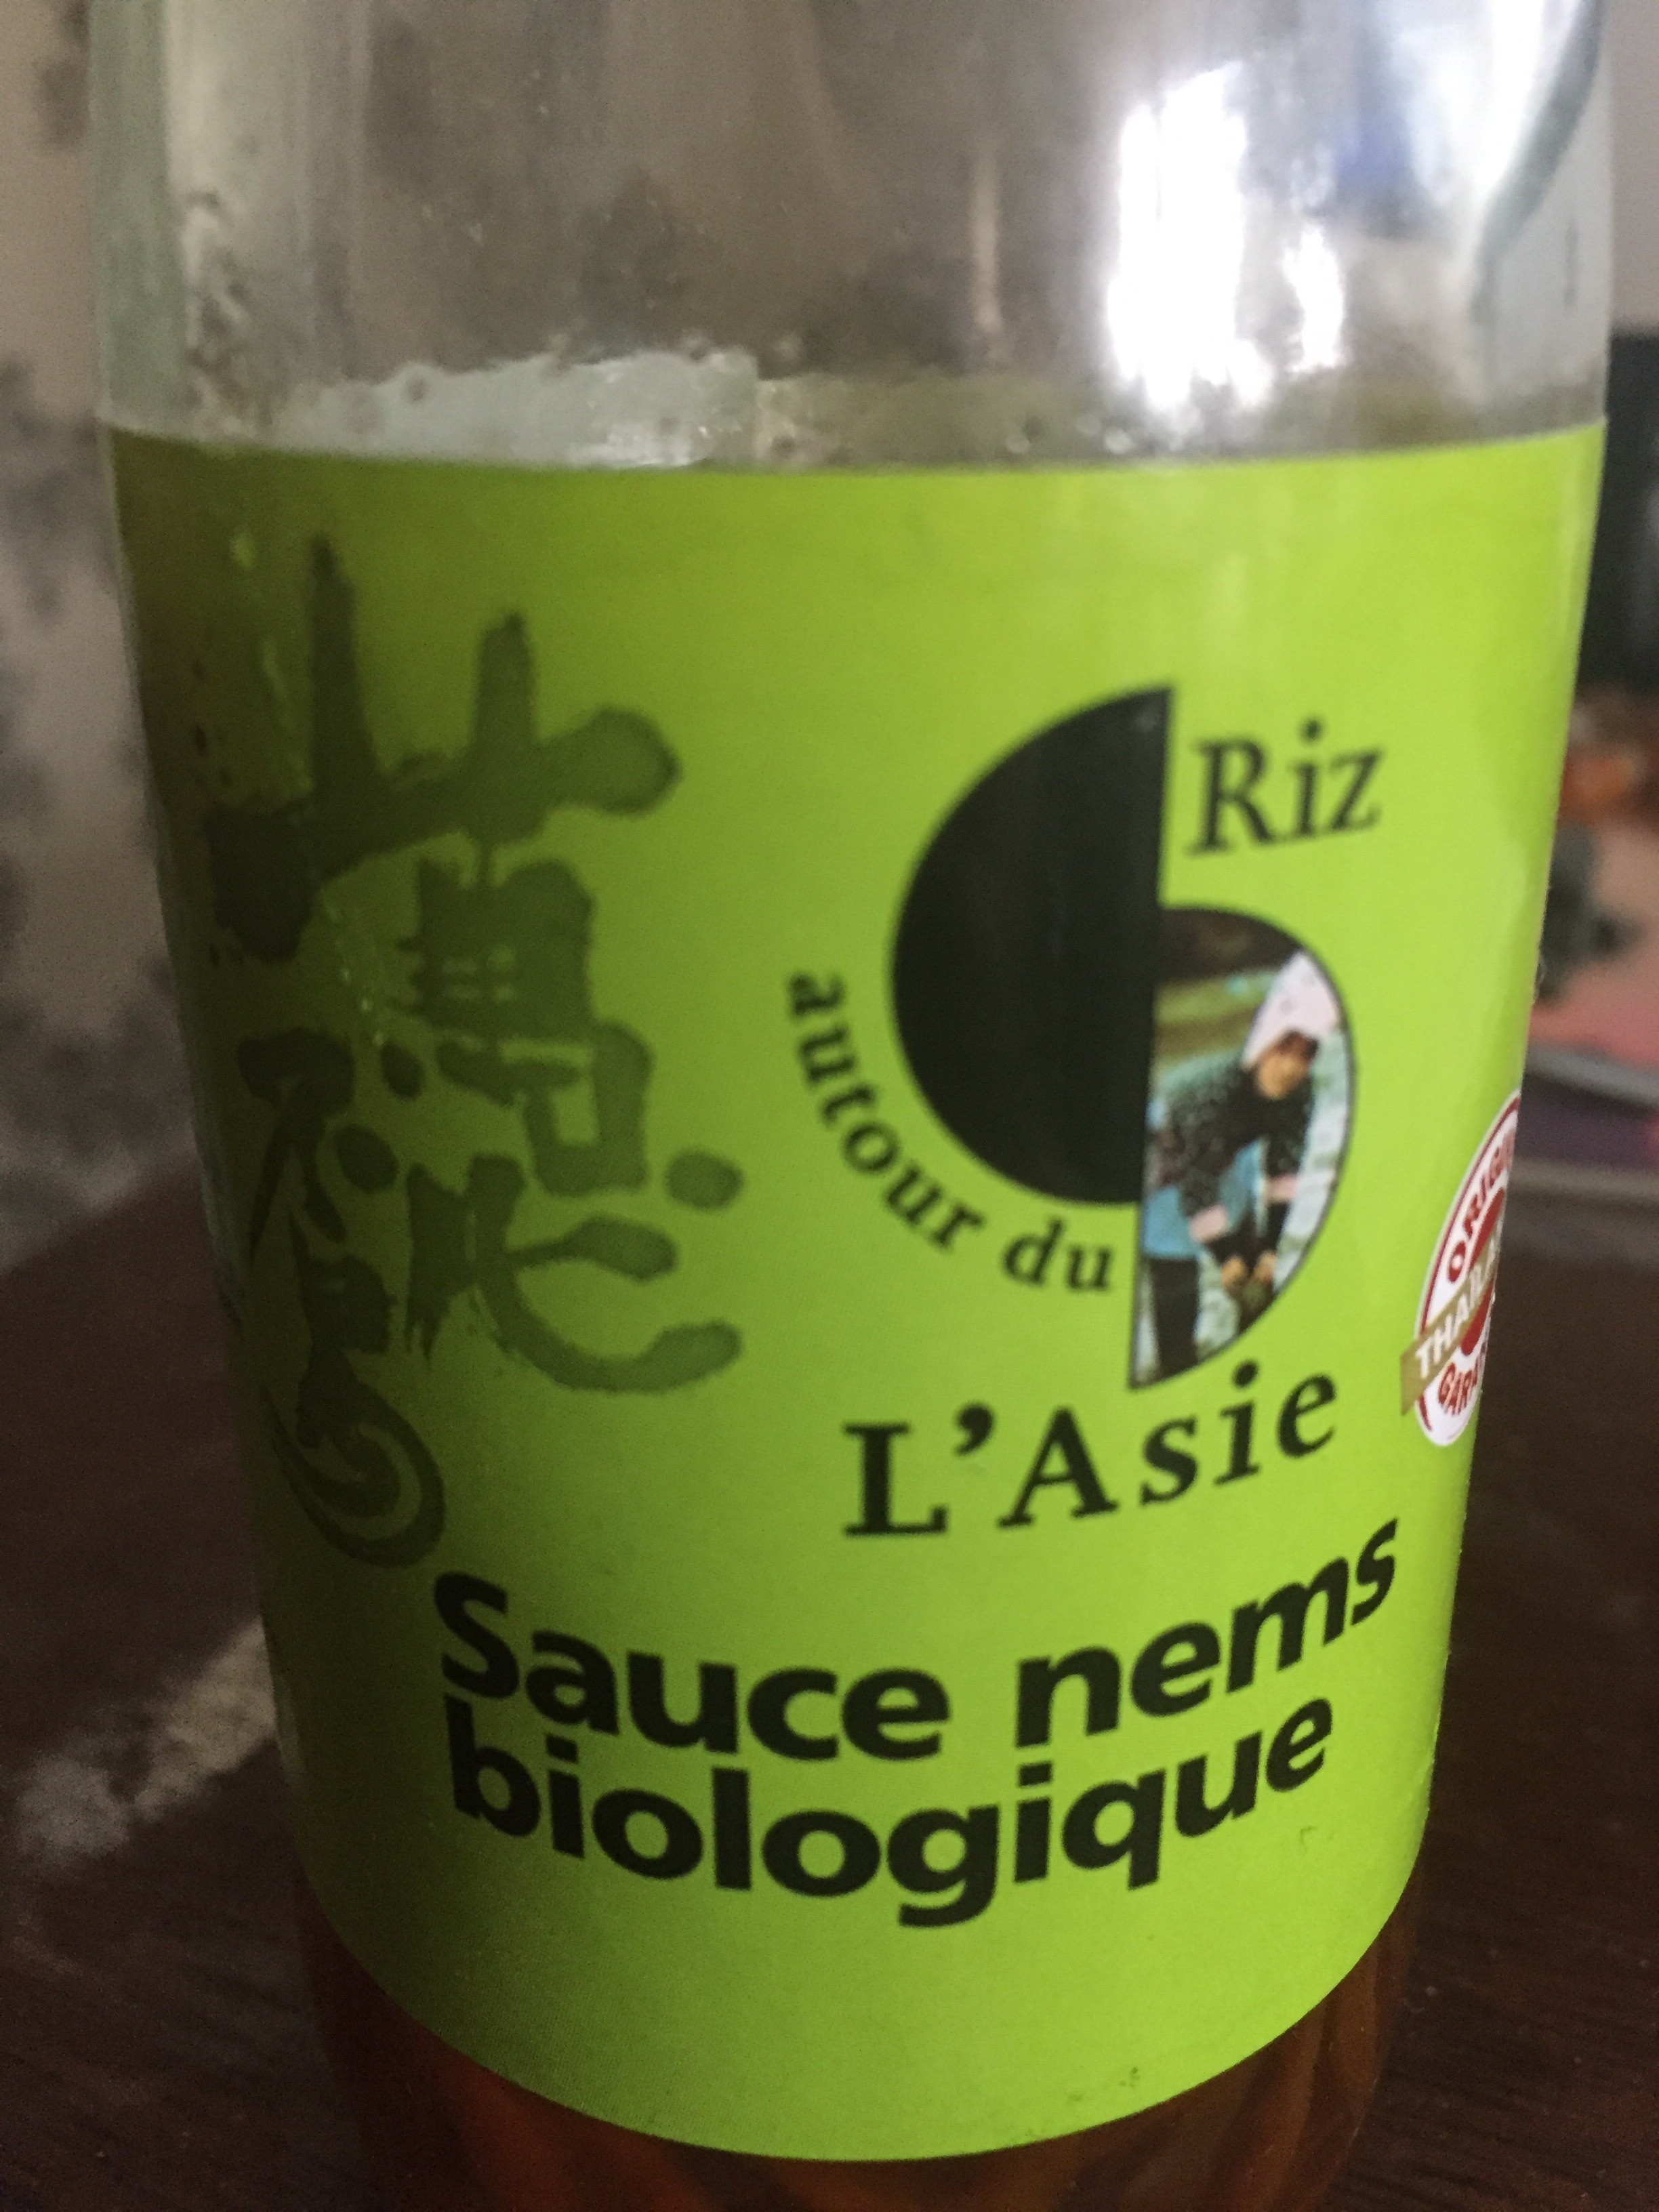 Riz
autour du
L'Asie
Sauce nems
biologique